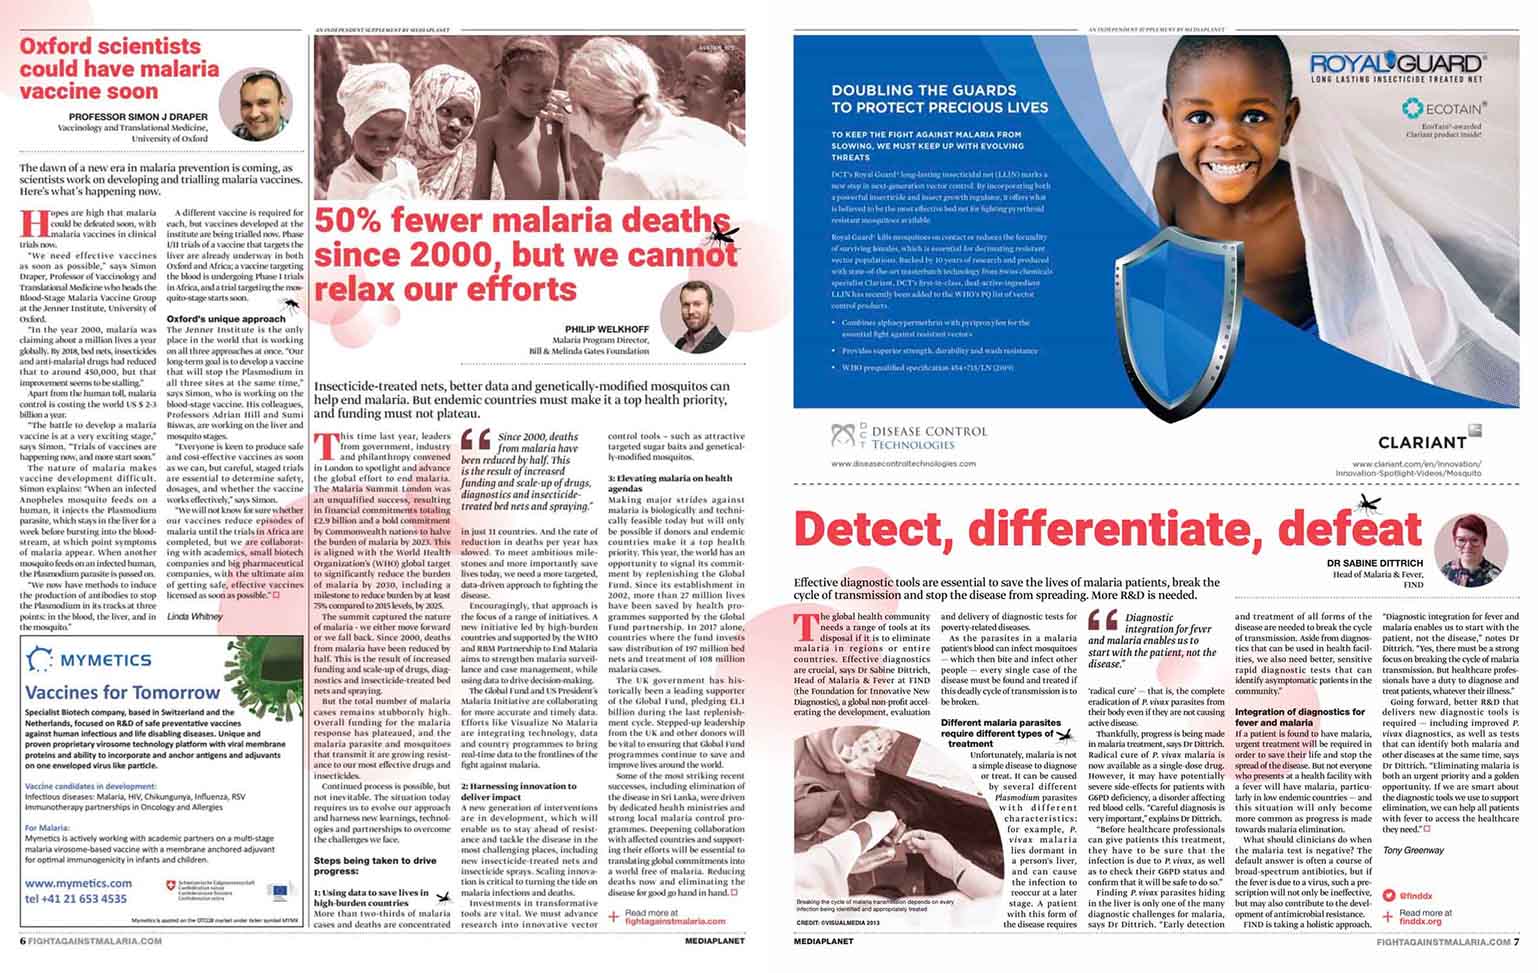 AN INDEPENDENT SUPPLEMENT BY MEDIAPLANET
Oxford scientists
could have malaria
vaccine soon
PROFESSOR SIMON J DRAPER
Vaccinology and Translational Medicine,
University of Oxford
The dawn of a new era in malaria prevention is coming, as
scientists work on developing and trialling malaria vaccines.
Here's what's happening now.
Hopes are high that malaria
could be defeated soon, with
malaria vaccines in clinical
trials now.
"We need effective vaccines
as soon as possible," says Simon
Draper, Professor of Vaccinology and
Translational Medicine who heads the
Blood-Stage Malaria Vaccine Group
at the Jenner Institute, University of
Oxford.
"In the year 2000, malaria was
claiming about a million lives a year
globally. By 2018, bed nets, insecticides
and anti-malarial drugs had reduced
that to around 450,000, but that
improvement seems to be stalling."
Apart from the human toll, malaria
control is costing the world US $ 2-3
billion a year.
"The battle to develop a malaria
vaccine is at a very exciting stage,"
says Simon. "Trials of vaccines are
happening now, and more start soon."
The nature of malaria makes
vaccine development difficult.
Simon explains: "When an infected
Anopheles mosquito feeds on a
human, it injects the Plasmodium
parasite, which stays in the liver for a
week before bursting into the blood-
stream, at which point symptoms
of malaria appear. When another
mosquito feeds on an infected human,
the Plasmodium parasite is passed on.
"We now have methods to induce
the production of antibodies to stop
the Plasmodium in its tracks at three
points: in the blood, the liver, and in
the mosquito."
A different vaccine is required for
each, but vaccines developed at the
institute are being trialled now. Phase
I/II trials of a vaccine that targets the
liver are already underway in both
Oxford and Africa; a vaccine targeting
the blood is undergoing Phase I trials
in Africa, and a trial targeting the mos-
quito-stage starts soon.
Oxford's unique approach
The Jenner Institute is the only
place in the world that is working
on all three approaches at once. "Our
long-term goal is to develop a vaccine
that will stop the Plasmodium in
all three sites at the same time,"
says Simon, who is working on the
blood-stage vaccine. His colleagues,
Professors Adrian Hill and Sumi
Biswas, are working on the liver and
mosquito stages.
"Everyone is keen to produce safe
and cost-effective vaccines as soon
as we can, but careful, staged trials
are essential to determine safety,
dosages, and whether the vaccine
works effectively," says Simon.
"We will not know for sure whether
our vaccines reduce episodes of
malaria until the trials in Africa are
completed, but we are collaborat-
ing with academics, small biotech
companies and big pharmaceutical
companies, with the ultimate aim
of getting safe, effective vaccines
licensed as soon as possible."
Linda Whitney
MYMETICS
Vaccines for Tomorrow
Specialist Biotech company, based in Switzerland and the
Netherlands, focused on R&D of safe preventative vaccines
against human infectious and life disabling diseases. Unique and
proven proprietary virosome technology platform with viral membrane
proteins and ability to incorporate and anchor antigens and adjuvants
on one enveloped virus like particle.
Vaccine candidates in development:
Infectious diseases: Malaria, HIV, Chikungunya, Influenza, RSV
Immunotherapy partnerships in Oncology and Allergies
For Malaria:
Mymetics is actively working with academic partners on a multi-stage
malaria virosome-based vaccine with a membrane anchored adjuvant
for optimal immunogenicity in infants and children.
www.mymetics.com
tel +41 21 653 4535
Mymetics is quoted on the OTCQB market under ticker symbol MYMX
6 FIGHTAGAINSTMALARIA.COM
50% fewer malaria deaths
since 2000, but we cannot
relax our efforts
PHILIP WELKHOFF
Malaria Program Director,
Bill & Melinda Gates Foundation
Insecticide-treated nets, better data and genetically-modified mosquitos can
help end malaria. But endemic countries must make it a top health priority,
and funding must not plateau.
This time last year, leaders
from government, industry
and philanthropy convened
in London to spotlight and advance
the global effort to end malaria.
The Malaria Summit London was
an unqualified success, resulting
in financial commitments totaling
£2.9 billion and a bold commitment
by Commonwealth nations to halve
the burden of malaria by 2023. This
is aligned with the World Health
Organization's (WHO) global target
to significantly reduce the burden
of malaria by 2030, including a
milestone to reduce burden by at least
75% compared to 2015 levels, by 2025.
The summit captured the nature
of malaria - we either move forward
or we fall back. Since 2000, deaths
from malaria have been reduced by
half. This is the result of increased
funding and scale-up of drugs, diag-
nostics and insecticide-treated bed
nets and spraying.
But the total number of malaria
cases remains stubbornly high.
Overall funding for the malaria
response has plateaued, and the
malaria parasite and mosquitoes
that transmit it are growing resist-
ance to our most effective drugs and
insecticides.
Continued process is possible, but
not inevitable. The situation today
requires us to evolve our approach
and harness new learnings, technol-
ogies and partnerships to overcome
the challenges we face.
Steps being taken to drive
progress:
1: Using data to save lives in
high-burden countries
More than two-thirds of malaria
cases and deaths are concentrated
“ Since 2000, deaths
from malaria have
been reduced by half. This
is the result of increased
funding and scale-up of drugs,
diagnostics and insecticide-
treated bed nets and spraying."
in just 11 countries. And the rate of
reduction in deaths per year has
slowed. To meet ambitious mile-
stones and more importantly save
lives today, we need a more targeted,
data-driven approach to fighting the
disease.
Encouragingly, that approach is
the focus of a range of initiatives. A
new initiative led by high-burden
countries and supported by the WHO
and RBM Partnership to End Malaria
aims to strengthen malaria surveil-
lance and case management, while
using data to drive decision-making.
The Global Fund and US President's
Malaria Initiative are collaborating
for more accurate and timely data.
Efforts like Visualize No Malaria
are integrating technology, data
and country programmes to bring
real-time data to the frontlines of the
fight against malaria.
2: Harnessing innovation to
deliver impact
A new generation of interventions
are in development, which will
enable us to stay ahead of resist-
ance and tackle the disease in the
most challenging places, including
new insecticide-treated nets and
insecticide sprays. Scaling innova-
tion is critical to turning the tide on
malaria infections and deaths.
Investments in transformative
tools are vital. We must advance
research into innovative vector
control tools – such as attractive
targeted sugar baits and genetical-
ly-modified mosquitos.
3: Elevating malaria on health
agendas
Making major strides against
malaria is biologically and techni-
cally feasible today but will only
be possible if donors and endemic
countries make it a top health
priority. This year, the world has an
opportunity to signal its commit-
ment by replenishing the Global
Fund. Since its establishment in
2002, more than 27 million lives
have been saved by health pro-
grammes supported by the Global
Fund partnership. In 2017 alone,
countries where the fund invests
saw distribution of 197 million bed
nets and treatment of 108 million
malaria cases.
The UK government has his-
torically been a leading supporter
of the Global Fund, pledging £1.1
billion during the last replenish-
ment cycle. Stepped-up leadership
from the UK and other donors will
be vital to ensuring that Global Fund
programmes continue to save and
improve lives around the world.
Some of the most striking recent
successes, including elimination of
the disease in Sri Lanka, were driven
by dedicated health ministries and
strong local malaria control pro-
grammes. Deepening collaboration
with affected countries and support-
ing their efforts will be essential to
translating global commitments into
a world free of malaria. Reducing
deaths now and eliminating the
disease for good go hand in hand.
Read more at
fightagainstmalaria.com
MEDIAPLANET
AN INDEPENDENT SUPPLEMENT BY MEDIAPLANET
DOUBLING THE GUARDS
TO PROTECT PRECIOUS LIVES
TO KEEP THE FIGHT AGAINST MALARIA FROM
SLOWING, WE MUST KEEP UP WITH EVOLVING
THREATS
DCT's Royal Guard® long-lasting insecticidal net (LLIN) marks a
new step in next-generation vector control. By incorporating both
a powerful insecticide and insect growth regulator, it offers what
is believed to be the most effective bed net for fighting pyrethroid
resistant mosquitoes available.
Royal Guard® kills mosquitoes on contact or reduces the fecundity
of surviving females, which is essential for decimating resistant
vector populations. Backed by 10 years of research and produced
with state-of-the-art masterbatch technology from Swiss chemicals
specialist Clariant, DCT's first-in-class, dual-active-ingredient
LLIN has recently been added to the WHO's PQ list of vector
control products.
• Combines alphacypermethrin with pyriproxyfen for the
essential fight against resistant vectors
• Provides superior strength, durability and wash resistance
• WHO prequalified specification 454+715/LN (2019)
ROYAL GUARD®
LONG LASTING INSECTICIDE TREATED NET
ECOTAIN®
EcoTain®-awarded
Clariant product inside!
DCT
DISEASE CONTROL
TECHNOLOGIES
www.diseasecontroltechnologies.com
CLARIANT
www.clariant.com/en/Innovation/
Innovation-Spotlight-Videos/Mosquito
Detect, differentiate, defeat
DR SABINE DITTRICH
Head of Malaria & Fever,
FIND
Effective diagnostic tools are essential to save the lives of malaria patients, break the
cycle of transmission and stop the disease from spreading. More R&D is needed.
The global health community
needs a range of tools at its
disposal if it is to eliminate
malaria in regions or entire
countries. Effective diagnostics
are crucial, says Dr Sabine Dittrich,
Head of Malaria & Fever at FIND
(the Foundation for Innovative New
Diagnostics), a global non-profit accel-
erating the development, evaluation
Breaking the cycle of malaria transmission depends on every
infection being identified and appropriately treated
CREDIT: ©VISUALMEDIA 2013
and delivery of diagnostic tests for
poverty-related diseases.
As the parasites in a malaria
patient's blood can infect mosquitoes
— which then bite and infect other
people — every single case of the
disease must be found and treated if
this deadly cycle of transmission is to
be broken.
Different malaria parasites
require different types of
treatment
Unfortunately, malaria is not
a simple disease to diagnose
or treat. It can be caused
by several different
Plasmodium parasites
with different
characteristics:
for example, P.
vivax malaria
lies dormant in
a person's liver,
and can cause
the infection to
reoccur at a later
stage. A patient
with this form of
the disease requires
“ Diagnostic
integration for fever
and malaria enables us to
start with the patient, not the
disease."
'radical cure' — that is, the complete
eradication of P. vivax parasites from
their body even if they are not causing
active disease.
Thankfully, progress is being made
in malaria treatment, says Dr Dittrich.
Radical cure of P. vivax malaria is
now available as a single-dose drug.
However, it may have potentially
severe side-effects for patients with
G6PD deficiency, a disorder affecting
red blood cells. "Careful diagnosis is
very important," explains Dr Dittrich.
"Before healthcare professionals
can give patients this treatment,
they have to be sure that the
infection is due to P. vivax, as well
as to check their G6PD status and
confirm that it will be safe to do so."
Finding P. vivax parasites hiding
in the liver is only one of the many
diagnostic challenges for malaria,
says Dr Dittrich. "Early detection
and treatment of all forms of the
disease are needed to break the cycle
of transmission. Aside from diagnos-
tics that can be used in health facil-
ities, we also need better, sensitive
rapid diagnostic tests that can
identify asymptomatic patients in the
community."
Integration of diagnostics for
fever and malaria
If a patient is found to have malaria,
urgent treatment will be required in
order to save their life and stop the
spread of the disease. But not everyone
who presents at a health facility with
a fever will have malaria, particu-
larly in low endemic countries — and
this situation will only become
more common as progress is made
towards malaria elimination.
What should clinicians do when
the malaria test is negative? The
default answer is often a course of
broad-spectrum antibiotics, but if
the fever is due to a virus, such a pre-
scription will not only be ineffective,
but may also contribute to the devel-
opment of antimicrobial resistance.
FIND is taking a holistic approach.
"Diagnostic integration for fever and
malaria enables us to start with the
patient, not the disease," notes Dr
Dittrich. "Yes, there must be a strong
focus on breaking the cycle of malaria
transmission. But healthcare profes-
sionals have a duty to diagnose and
treat patients, whatever their illness."
Going forward, better R&D that
delivers new diagnostic tools is
required — including improved P.
vivax diagnostics, as well as tests
that can identify both malaria and
other diseases at the same time, says
Dr Dittrich. "Eliminating malaria is
both an urgent priority and a golden
opportunity. If we are smart about
the diagnostic tools we use to support
elimination, we can help all patients
with fever to access the healthcare
they need."
Tony Greenway
@finddx
Read more at
finddx.org
MEDIAPLANET
FIGHTAGAINSTMALARIA.COM 7